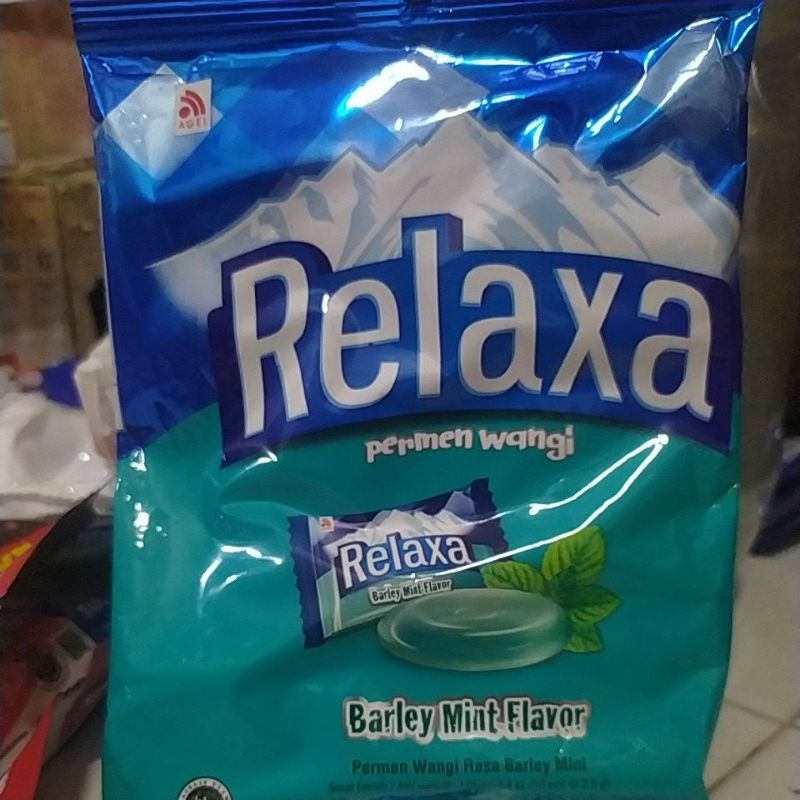 AGEL
Relaxa
permen wangi
Relaxa
Barley Mint Flavor
Barley Mint Flavor
Permen Wangi Rasa Barley Mint